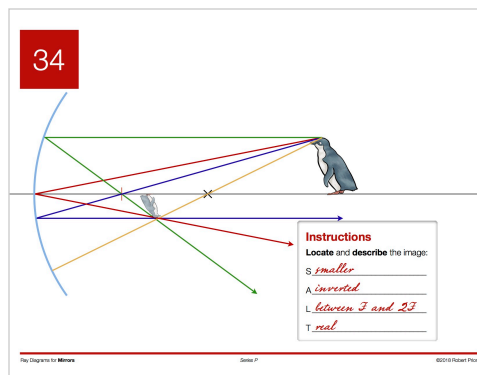 34
Instructions
Locate and describe the image:
S smaller
A inverted
L between F and 2F
T real
Ray Diagrams for Mirrors
Series P
©2018 Robert Prior